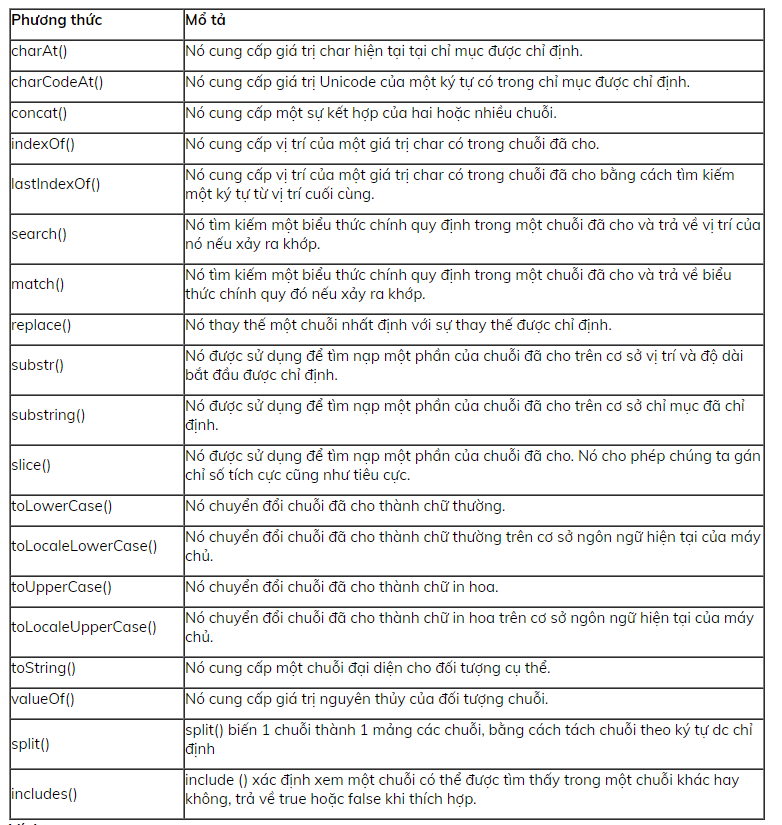 Phương thức Mổ tả
charAt() Nó cung cấp giá trị char hiện tại tại chỉ mục được chỉ định.
charCodeAt() Nó cung cấp giá trị Unicode của một ký tự có trong chỉ mục được chỉ định.
concat() Nó cung cấp một sự kết hợp của hai hoặc nhiều chuỗi.
indexOf() Nó cung cấp vị trí của một giá trị char có trong chuỗi đã cho.
lastIndexOf() Nó cung cấp vị trí của một giá trị char có trong chuỗi đã cho bằng cách tìm kiếm
một ký tự từ vị trí cuối cùng.
search() Nó tìm kiếm một biểu thức chính quy định trong một chuỗi đã cho và trả về vị trí của
nó nếu xảy ra khớp.
match() Nó tìm kiếm một biểu thức chính quy định trong một chuỗi đã cho và trả về biểu
thức chính quy đó nếu xảy ra khớp.
replace() Nó thay thế một chuỗi nhất định với sự thay thế được chỉ định.
substr() Nó được sử dụng để tìm nạp một phần của chuỗi đã cho trên cơ sở vị trí và độ dài
bắt đầu được chỉ định.
substring() Nó được sử dụng để tìm nạp một phần của chuỗi đã cho trên cơ sở chỉ mục đã chỉ
định.
slice() Nó được sử dụng để tìm nạp một phần của chuỗi đã cho. Nó cho phép chúng ta gán
chỉ số tích cực cũng như tiêu cực.
toLowerCase() Nó chuyển đổi chuỗi đã cho thành chữ thường.
toLocaleLowerCase() Nó chuyển đổi chuỗi đã cho thành chữ thường trên cơ sở ngôn ngữ hiện tại của máy
chủ.
toUpperCase() Nó chuyển đổi chuỗi đã cho thành chữ in hoa.
toLocaleUpperCase() Nó chuyển đổi chuỗi đã cho thành chữ in hoa trên cơ sở ngôn ngữ hiện tại của máy
chủ.
toString() Nó cung cấp một chuỗi đại diện cho đối tượng cụ thể.
valueOf() Nó cung cấp giá trị nguyên thủy của đối tượng chuỗi.
split() split() biến 1 chuỗi thành 1 mảng các chuỗi, bằng cách tách chuỗi theo ký tự dc chỉ
định
includes() include () xác định xem một chuỗi có thể được tìm thấy trong một chuỗi khác hay
không, trả về true hoặc false khi thích hợp.